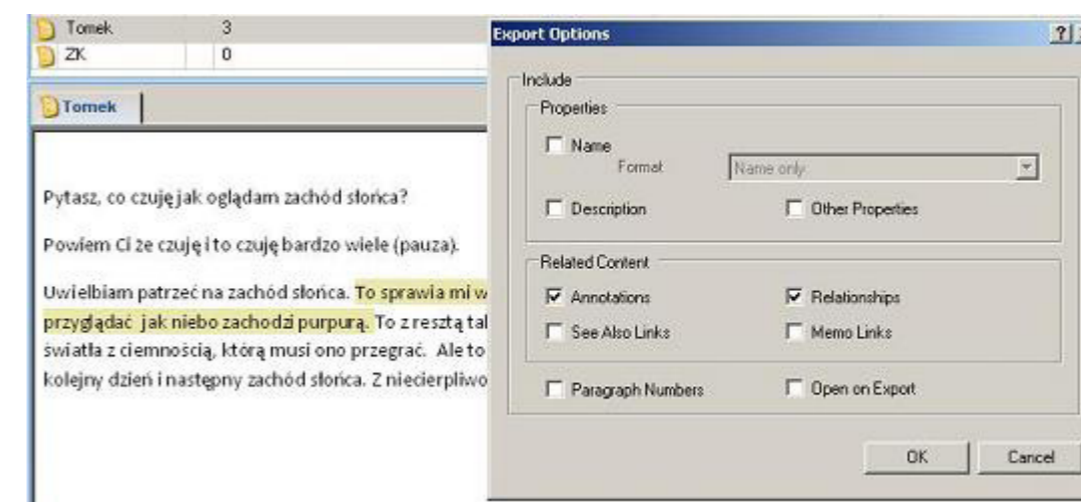 Tomek 3
ZK 0
Tomek
Pytasz, co czuję jak oglądam zachód słońca?
Powiem Ci że czuję i to czuję bardzo wiele (pauza).
Uwielbiam patrzeć na zachód słońca. To sprawia mi w
przyglądać jak niebo zachodzi purpurą. To z resztą tal
światła z ciemnością, którą musi ono przegrać. Ale to
kolejny dzień i następny zachód słońca. Z niecierpliwo
Export Options
Include
Properties
Name
Format Name only
Description Other Properties
Related Content
Annotations Relationships
See Also Links Memo Links
Paragraph Numbers Open on Export
OK Cancel